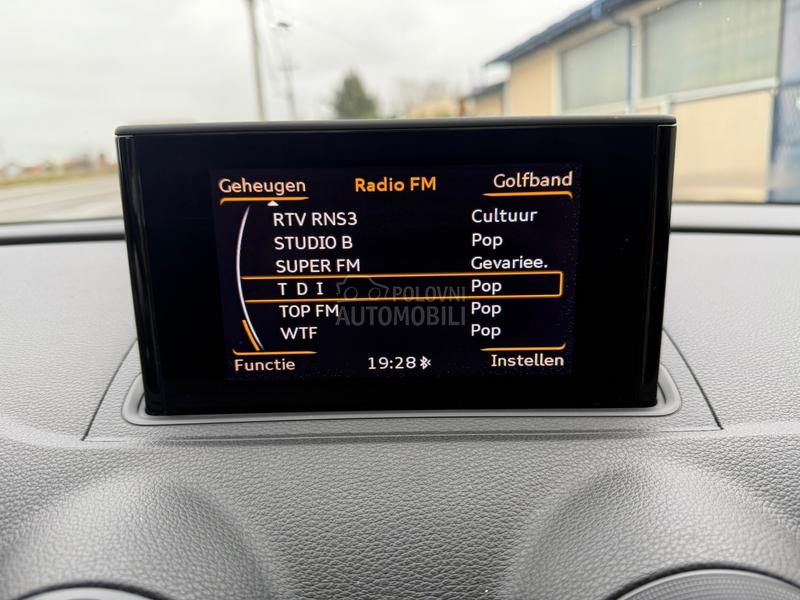 Geheugen Radio FM Golfband
RTV RNS3 Cultuur
STUDIO B Pop
SUPER FM Gevariee.
T D I Pop
TOP FM Pop
WTF Pop
Functie 19:28 Instellen
POLOVNI
AUTOMOBILI